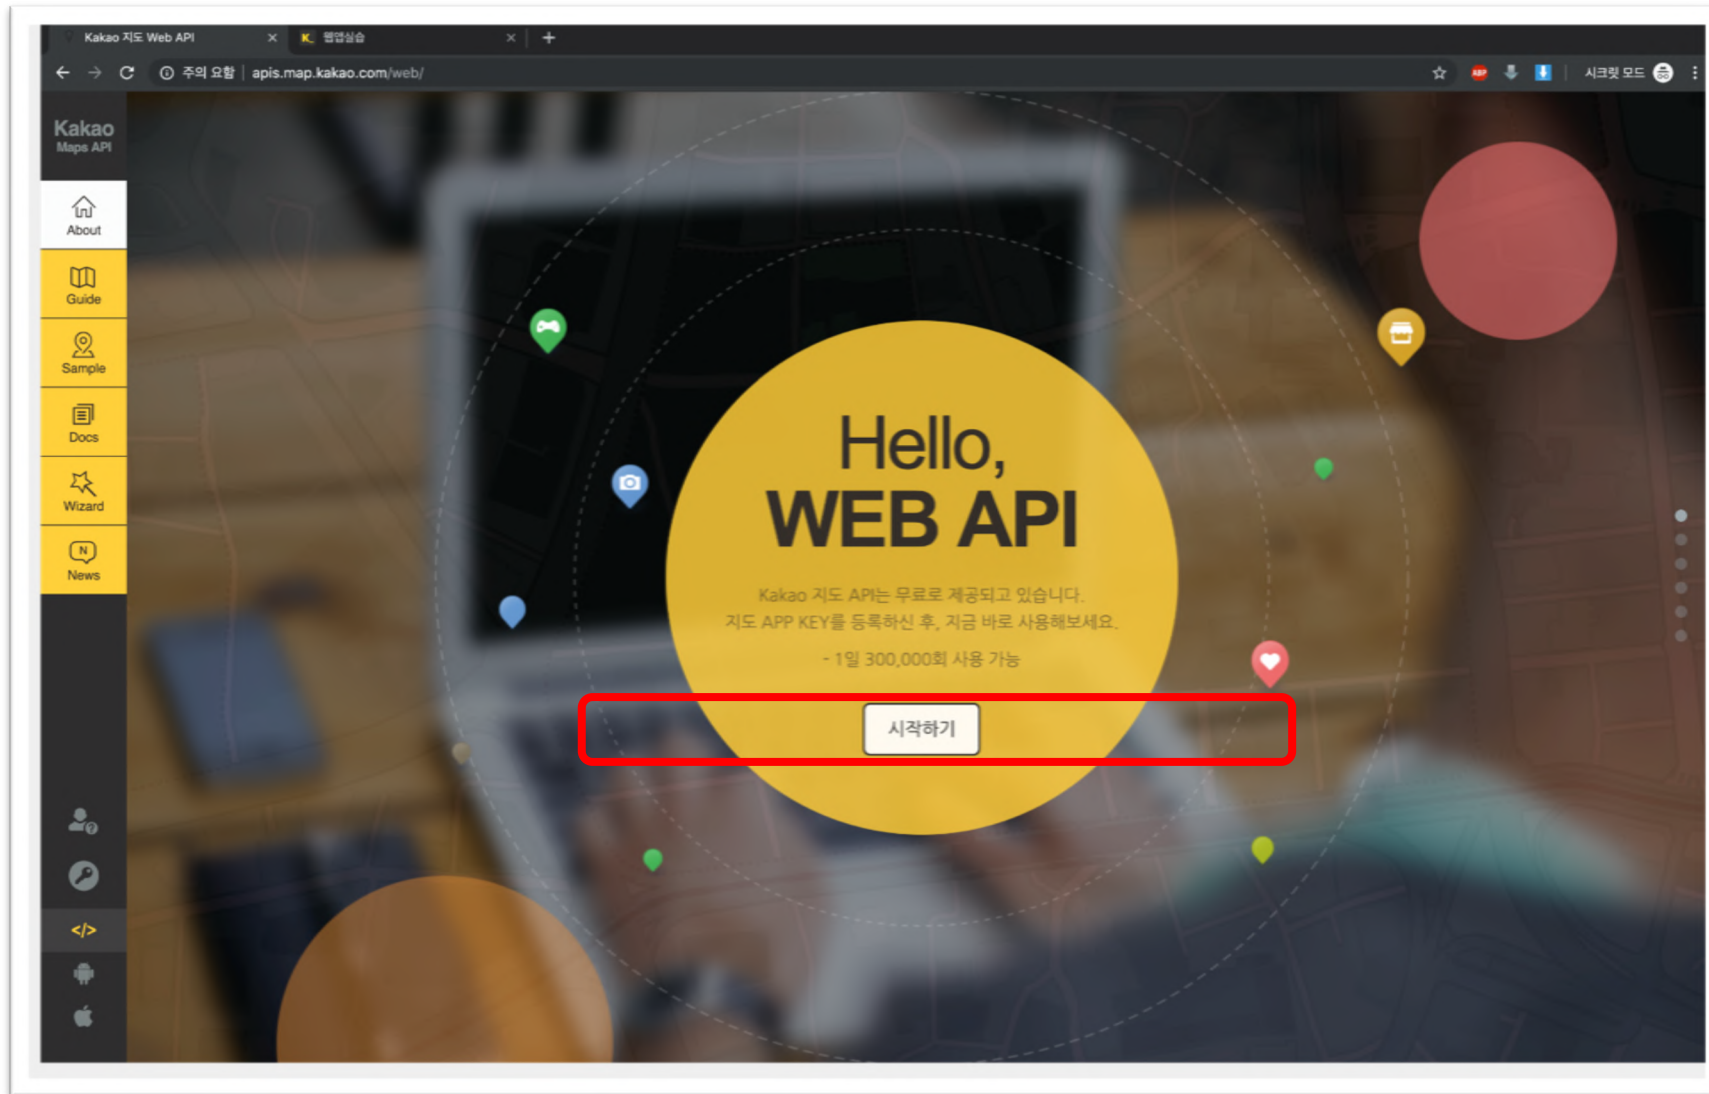 Kakao 지도 Web API
K 웹앱실습
주의 요함 apis.map.kakao.com/web/
ABP
시크릿 모드
Kakao
Maps API
About
Guide
Sample
Docs
Wizard
N
News
</>
Hello,
WEB API
Kakao 지도 API는 무료로 제공되고 있습니다.
지도 APP KEY를 등록하신 후, 지금 바로 사용해보세요.
- 1일 300,000회 사용 가능
시작하기